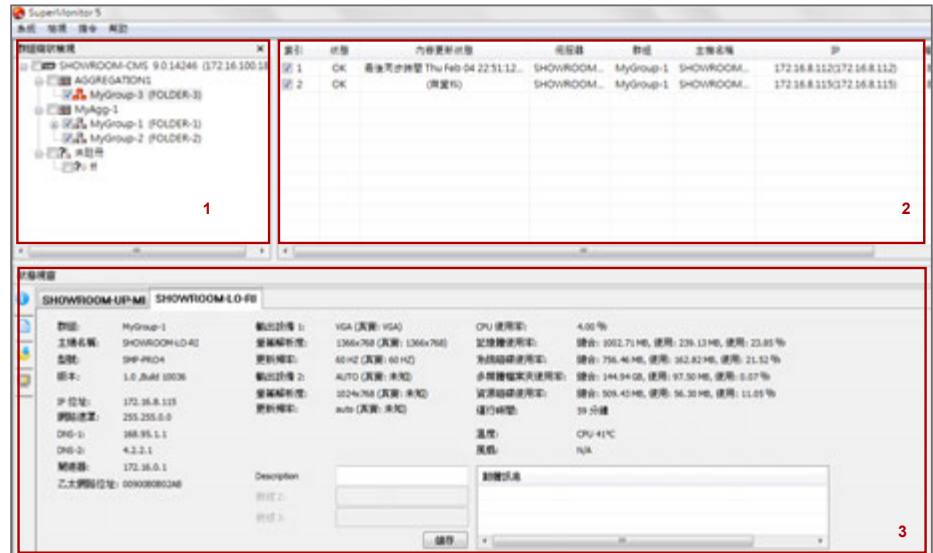 SuperMonitor 5
系統 檢視 指令 幫助
群組樹狀檢視
SHOWROOM-CMS 9.0.14246 (172.16.100.18
AGGREGATION1
MyGroup-3 (FOLDER-3)
MyAgg-1
MyGroup-1 (FOLDER-1)
MyGroup-2 (FOLDER-2)
未註冊
1
索引 狀態 內容更新狀態 伺服器 群組 主機名稱 IP
1 OK 最後同步時間 Thu Feb 04 22:51:12... SHOWROOM... MyGroup-1 SHOWROOM... 172.16.8.112(172.16.8.112)
2 OK SHOWROOM... MyGroup-1 SHOWROOM... 172.16.8.115(172.16.8.115)
2
狀態視窗
SHOWROOM-UP-MI SHOWROOM-LO-RI
群組: MyGroup-1
主機名稱: SHOWROOM-LO-RI
型號: SMP-PRO4
版本: 1.0 ,Build 10036
IP 位址: 172.16.8.115
網路遮罩: 255.255.0.0
DNS-1: 168.95.1.1
DNS-2: 4.2.2.1
閘道器: 172.16.0.1
乙太網路位址: 0090080802AB
輸出設備 1: VGA (真實: VGA)
螢幕解析度: 1366x768 (真實: 1366x768)
更新頻率: 60 HZ (真實: 60 HZ)
輸出設備 2: AUTO (真實: 未知)
螢幕解析度: 1024x768 (真實: 未知)
更新頻率: auto (真實: 未知)
Description
儲存
CPU 使用率: 4.00 %
記憶體使用率: 總合: 1002.71 MB, 使用: 239.13 MB, 使用: 23.85 %
系統磁碟使用率: 總合: 756.46 MB, 使用: 162.82 MB, 使用: 21.52 %
多媒體檔案夾使用率: 總合: 144.94 GB, 使用: 97.50 MB, 使用: 0.07 %
資源磁碟使用率: 總合: 509.43 MB, 使用: 56.30 MB, 使用: 11.05 %
運行時間: 59 分鐘
溫度: CPU 41°C
風扇: N/A
韌體訊息
3